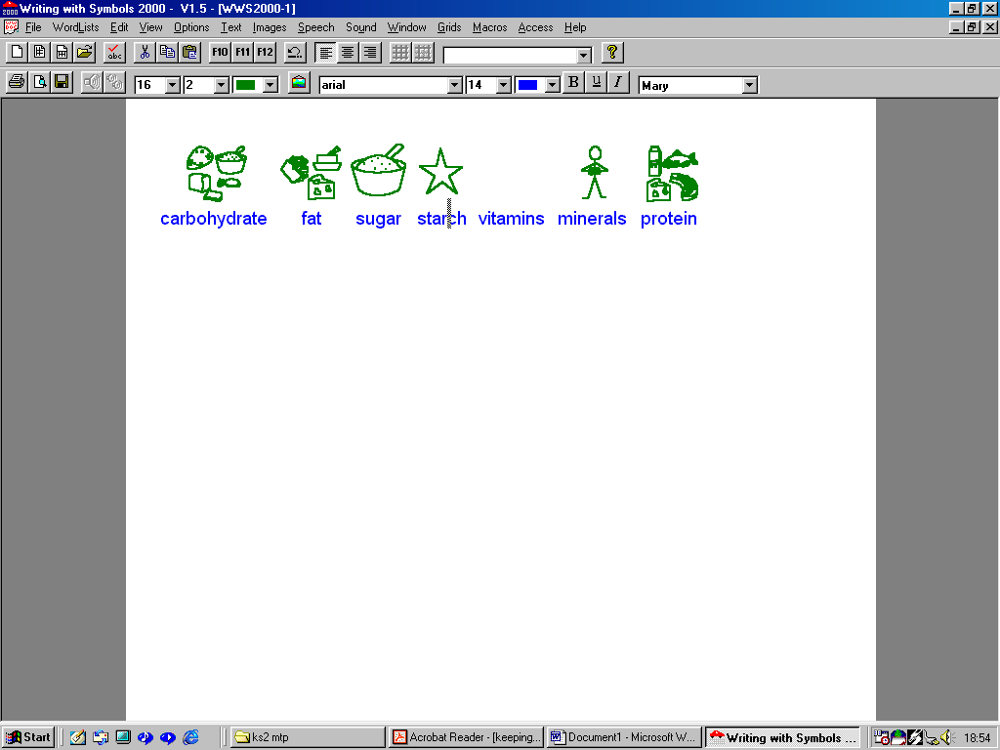 Writing with Symbols 2000 - V1.5 - [WWS2000-1]
File WordLists Edit View Options Text Images Speech Sound Window Grids Macros Access Help
abc F10 F11 F12 ?
16 2 arial 14 B U I Mary
carbohydrate fat sugar starch vitamins minerals protein
Start ks2 mtp Acrobat Reader - [keeping... Document1 - Microsoft W... Writing with Symbols ... 18:54